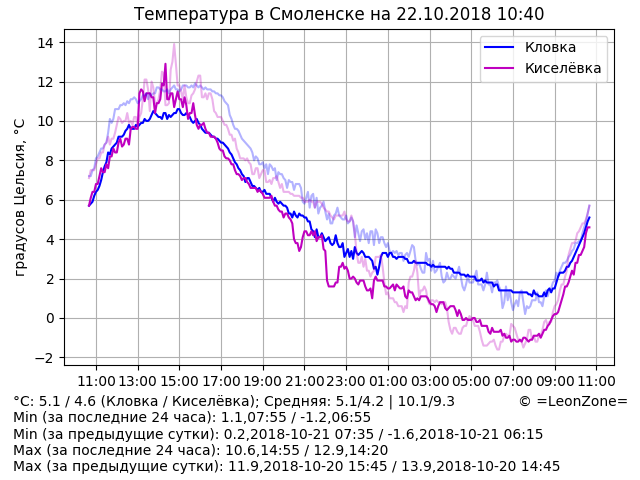 Температура в Смоленске на 22.10.2018 10:40
Кловка
Киселёвка
градусов Цельсия, °C
14
12
10
8
6
4
2
0
−2
11:00 13:00 15:00 17:00 19:00 21:00 23:00 01:00 03:00 05:00 07:00 09:00 11:00
°C: 5.1 / 4.6 (Кловка / Киселёвка); Средняя: 5.1/4.2 | 10.1/9.3 © =LeonZone=
Min (за последние 24 часа): 1.1,07:55 / -1.2,06:55
Min (за предыдущие сутки): 0.2,2018-10-21 07:35 / -1.6,2018-10-21 06:15
Max (за последние 24 часа): 10.6,14:55 / 12.9,14:20
Max (за предыдущие сутки): 11.9,2018-10-20 15:45 / 13.9,2018-10-20 14:45